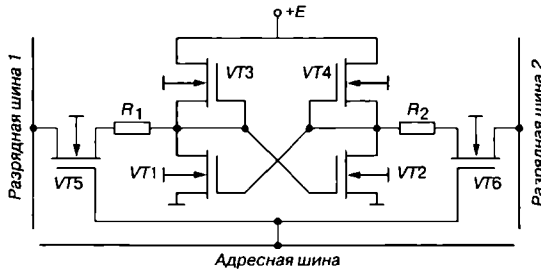 +E
VT3
VT4
Разрядная шина 1
R1
R2
Разрядная шина 2
VT5
VT1
VT2
VT6
Адресная шина